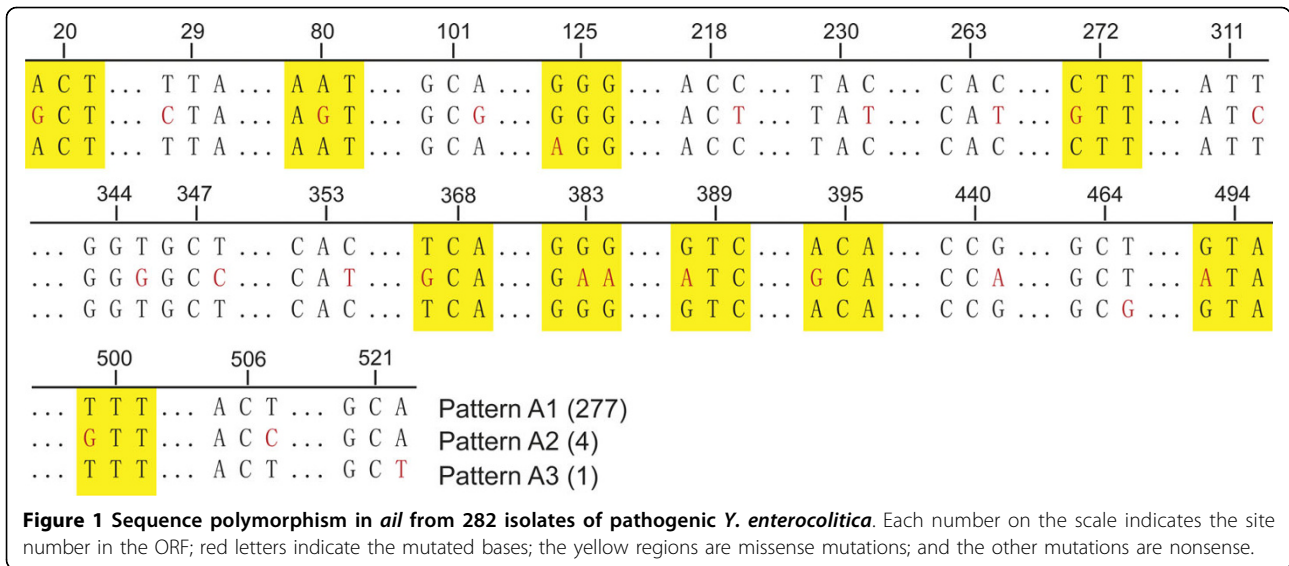 20 29 80 101 125 218 230 263 272 311
A C T ... T T A ... A A T ... G C A ... G G G ... A C C ... T A C ... C A C ... C T T ... A T T
G C T ... C T A ... A G T ... G C G ... G G G ... A C T ... T A T ... C A T ... G T T ... A T C
A C T ... T T A ... A A T ... G C A ... A G G ... A C C ... T A C ... C A C ... C T T ... A T T
344 347 353 368 383 389 395 440 464 494
... G G T G C T ... C A C ... T C A ... G G G ... G T C ... A C A ... C C G ... G C T ... G T A
... G G G G C C ... C A T ... G C A ... G A A ... A T C ... G C A ... C C A ... G C T ... A T A
... G G T G C T ... C A C ... T C A ... G G G ... G T C ... A C A ... C C G ... G C G ... G T A
500 506 521
... T T T ... A C T ... G C A Pattern A1 (277)
... G T T ... A C C ... G C A Pattern A2 (4)
... T T T ... A C T ... G C T Pattern A3 (1)
Figure 1 Sequence polymorphism in ail from 282 isolates of pathogenic Y. enterocolitica. Each number on the scale indicates the site
number in the ORF; red letters indicate the mutated bases; the yellow regions are missense mutations; and the other mutations are nonsense.